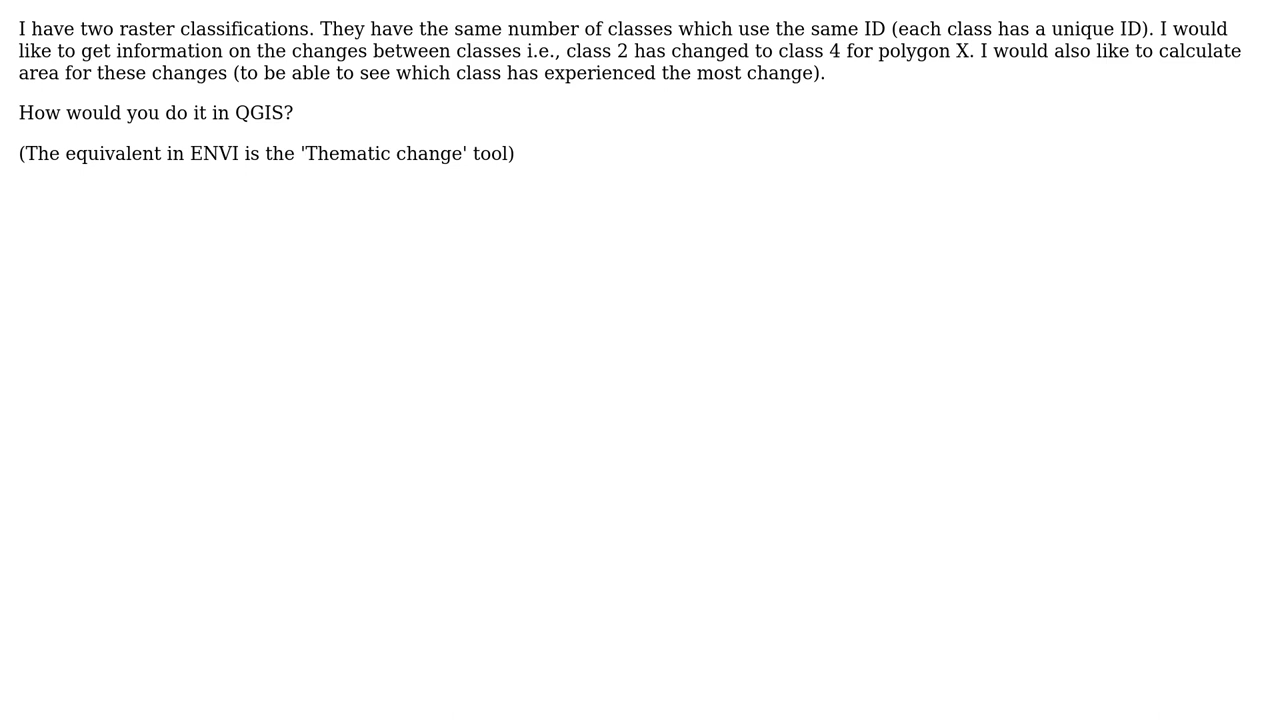 I have two raster classifications. They have the same number of classes which use the same ID (each class has a unique ID). I would
like to get information on the changes between classes i.e., class 2 has changed to class 4 for polygon X. I would also like to calculate
area for these changes (to be able to see which class has experienced the most change).
How would you do it in QGIS?
(The equivalent in ENVI is the 'Thematic change' tool)